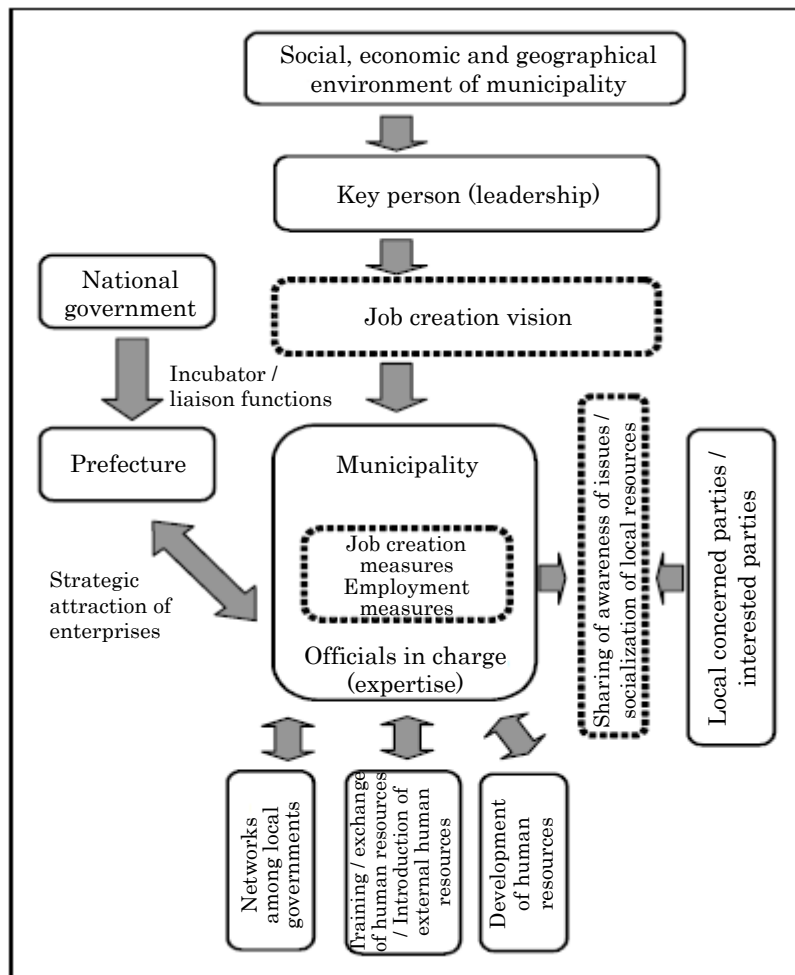 Social, economic and geographical
environment of municipality
Key person (leadership)
National
government
Job creation vision
Incubator /
liaison functions
Prefecture
Municipality
Job creation
measures
Employment
measures
Officials in charge
(expertise)
Strategic
attraction of
enterprises
Sharing of awareness of issues /
socialization of local resources
Local concerned parties /
interested parties
Networks
among local
governments
Training / exchange
of human resources
/ Introduction of
external human
resources
Development
of human
resources